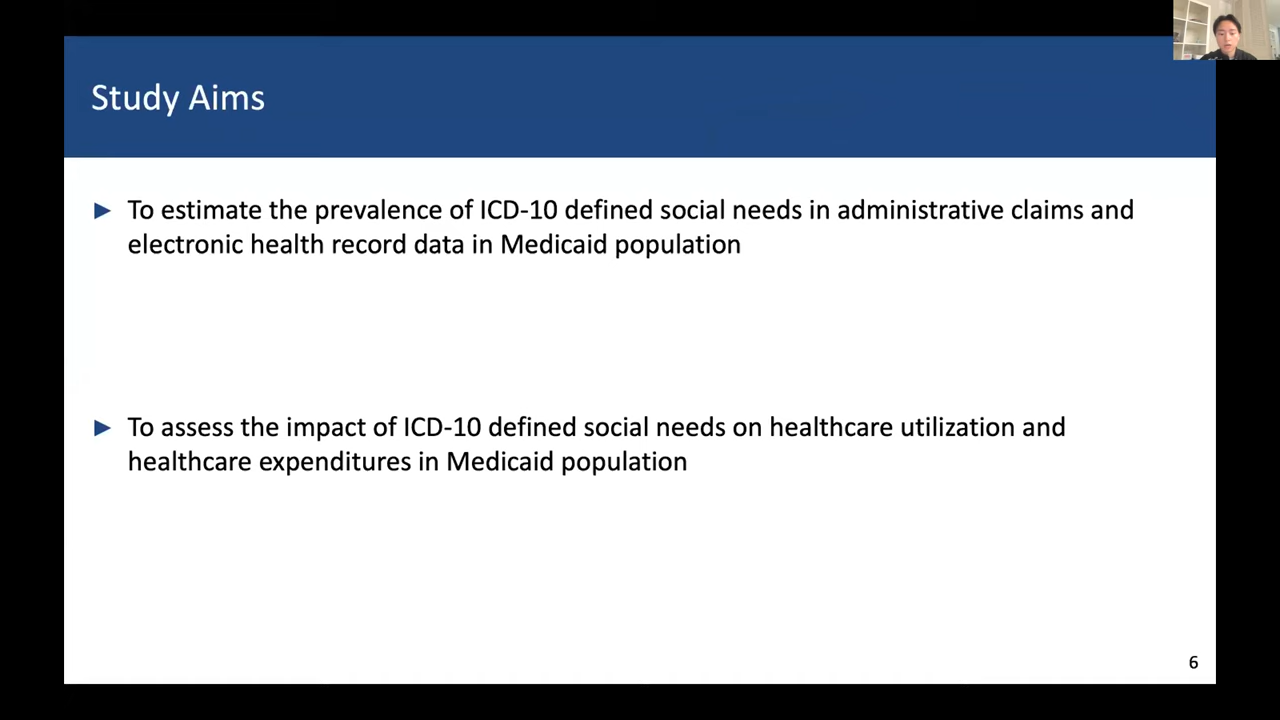 Study Aims
► To estimate the prevalence of ICD-10 defined social needs in administrative claims and
electronic health record data in Medicaid population
► To assess the impact of ICD-10 defined social needs on healthcare utilization and
healthcare expenditures in Medicaid population
6